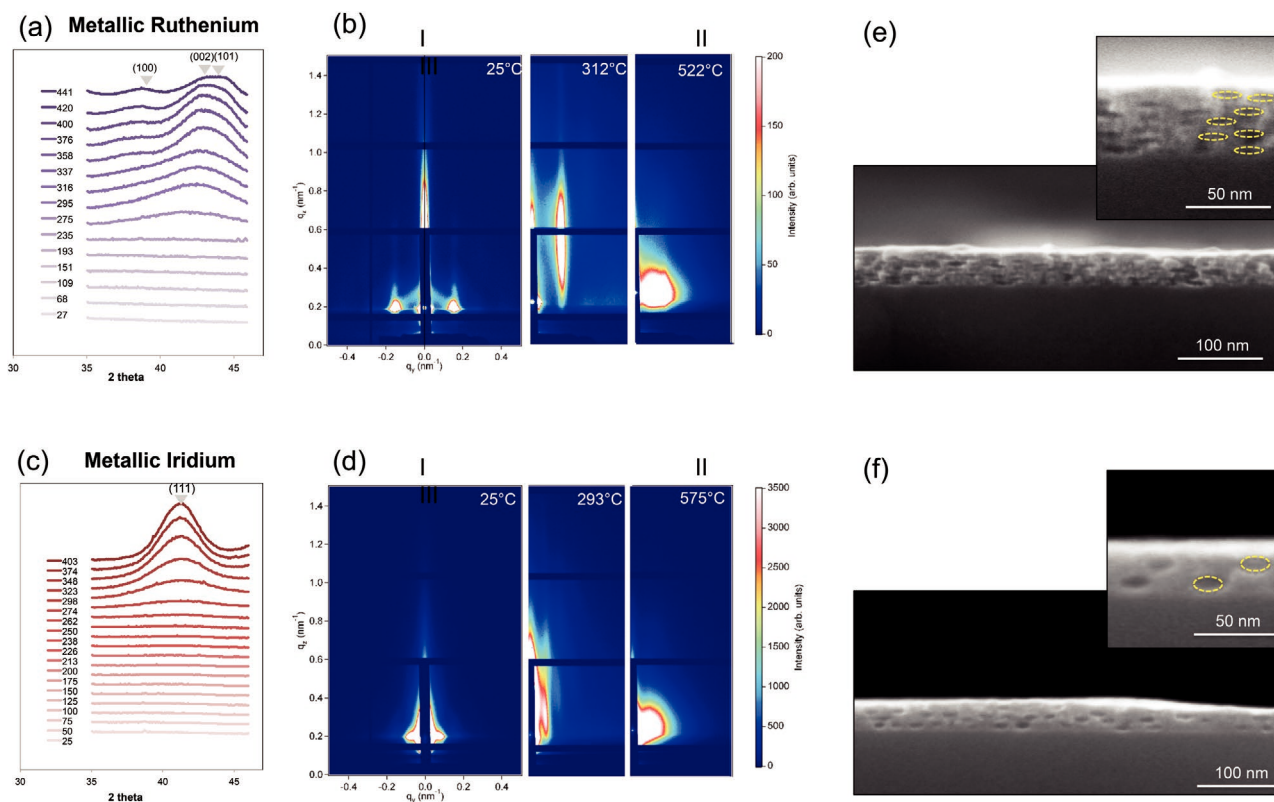 (a) Metallic Ruthenium
(100)
(002)(101)
441
420
400
376
358
337
316
295
275
235
193
151
109
68
27
30 35 40 45
2 theta
(b)
I
III
II
25°C
312°C
522°C
1.4
1.2
1.0
0.8
0.6
0.4
0.2
0.0
q_z (nm⁻¹)
-0.4 -0.2 0.0 0.2 0.4
q_y (nm⁻¹)
200
150
100
50
0
Intensity (arb. units)
(e)
50 nm
100 nm
(c) Metallic Iridium
(111)
403
374
348
323
298
274
262
250
238
226
213
200
175
150
125
100
75
50
25
30 35 40 45
2 theta
(d)
I
III
II
25°C
293°C
575°C
1.4
1.2
1.0
0.8
0.6
0.4
0.2
0.0
q_z (nm⁻¹)
-0.4 -0.2 0.0 0.2 0.4
q_y (nm⁻¹)
3500
3000
2500
2000
1500
1000
500
0
Intensity (arb. units)
(f)
50 nm
100 nm